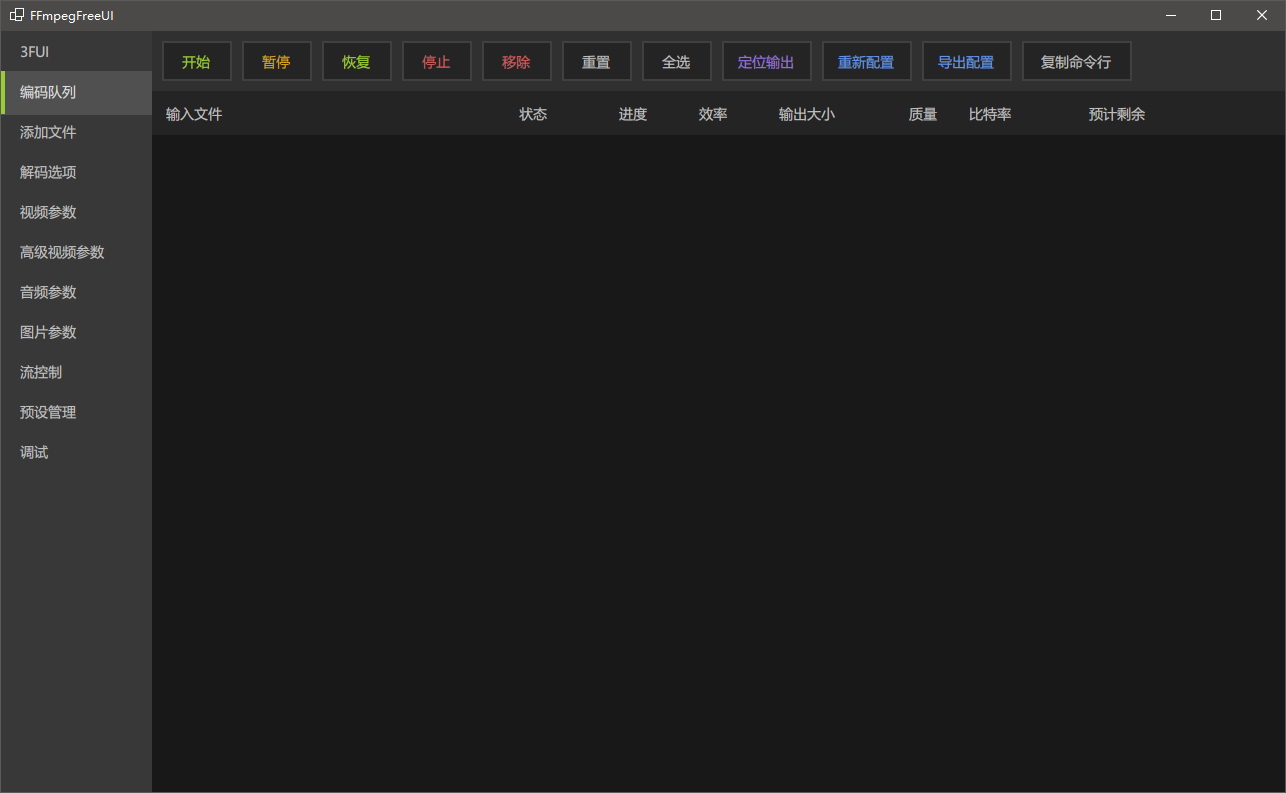 FFmpegFreeUI
3FUI
编码队列
添加文件
解码选项
视频参数
高级视频参数
音频参数
图片参数
流控制
预设管理
调试
开始 暂停 恢复 停止 移除 重置 全选 定位输出 重新配置 导出配置 复制命令行
输入文件 状态 进度 效率 输出大小 质量 比特率 预计剩余